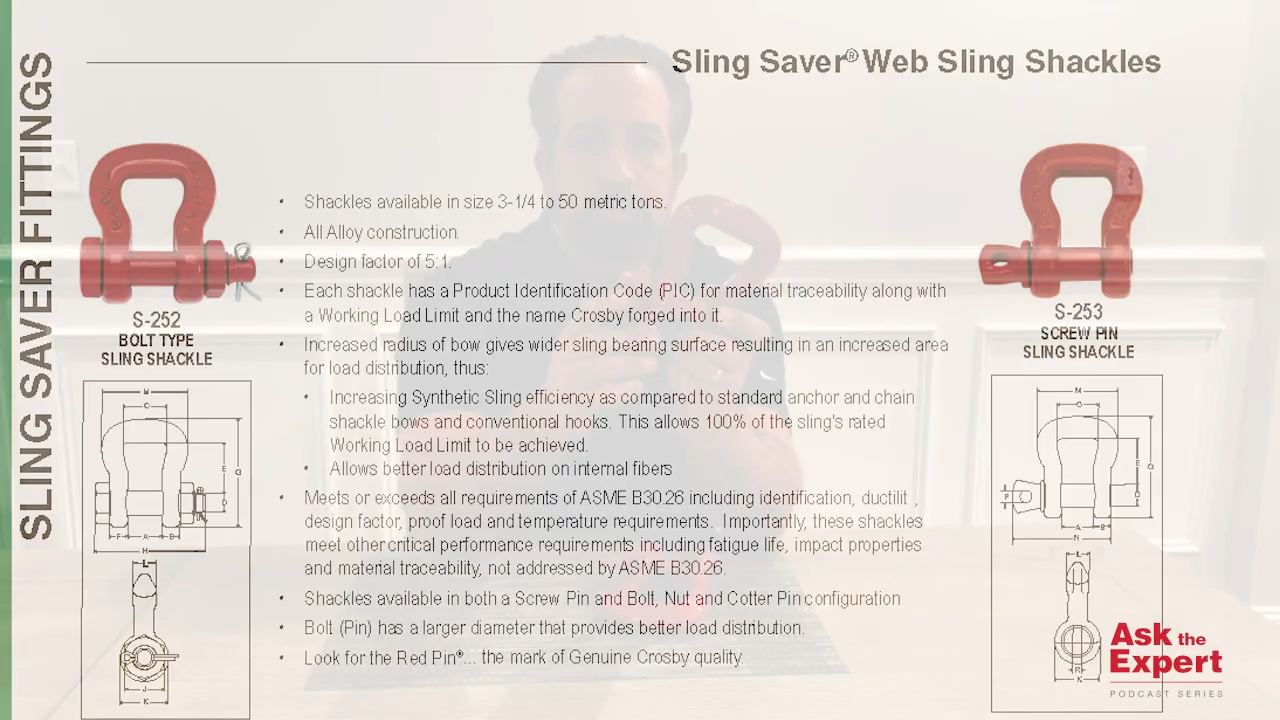 Sling Saver® Web Sling Shackles
SLING SAVER FITTINGS
S-252
BOLT TYPE
SLING SHACKLE
• Shackles available in size 3-1/4 to 50 metric tons.
• All Alloy construction.
• Design factor of 5:1.
• Each shackle has a Product Identification Code (PIC) for material traceability along with
a Working Load Limit and the name Crosby forged into it.
• Increased radius of bow gives wider sling bearing surface resulting in an increased area
for load distribution, thus:
• Increasing Synthetic Sling efficiency as compared to standard anchor and chain
shackle bows and conventional hooks. This allows 100% of the sling's rated
Working Load Limit to be achieved.
• Allows better load distribution on internal fibers
• Meets or exceeds all requirements of ASME B30.26 including identification, ductilit ,
design factor, proof load and temperature requirements. Importantly, these shackles
meet other critical performance requirements including fatigue life, impact properties
and material traceability, not addressed by ASME B30.26.
• Shackles available in both a Screw Pin and Bolt, Nut and Cotter Pin configuration
• Bolt (Pin) has a larger diameter that provides better load distribution.
• Look for the Red Pin®... the mark of Genuine Crosby quality.
S-253
SCREW PIN
SLING SHACKLE
M
C
E
G
D
F A B
H
L
J
K
M
C
E
G
P
D
A B
N
L
R
K
Ask the
Expert
PODCAST SERIES